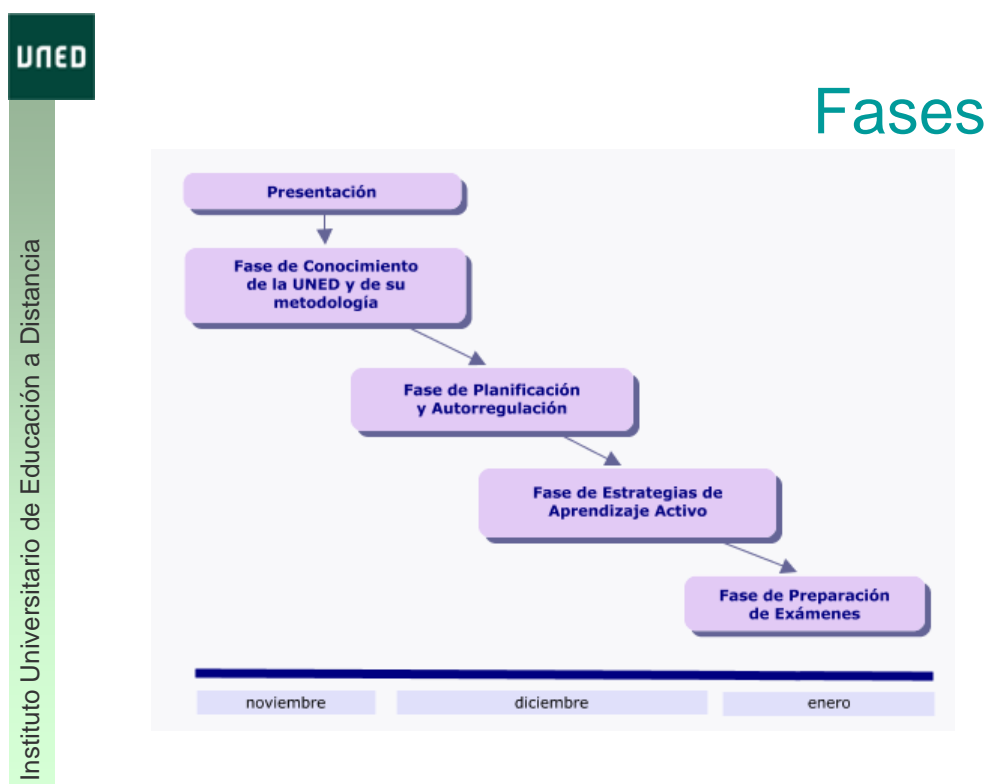 UNED
Fases
Instituto Universitario de Educación a Distancia
Presentación
Fase de Conocimiento
de la UNED y de su
metodología
Fase de Planificación
y Autorregulación
Fase de Estrategias de
Aprendizaje Activo
Fase de Preparación
de Exámenes
noviembre
diciembre
enero